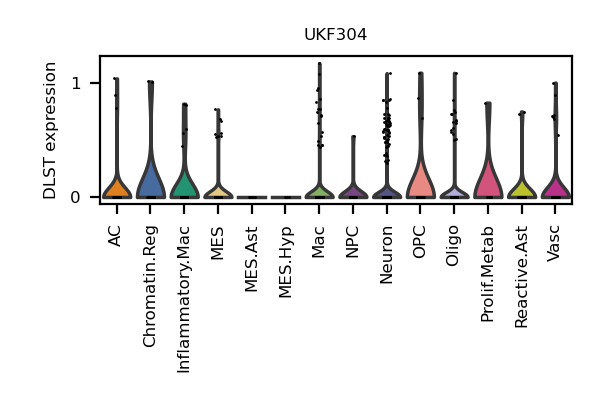 UKF304
DLST expression
1
0
AC
Chromatin.Reg
Inflammatory.Mac
MES
MES.Ast
MES.Hyp
Mac
NPC
Neuron
OPC
Oligo
Prolif.Metab
Reactive.Ast
Vasc